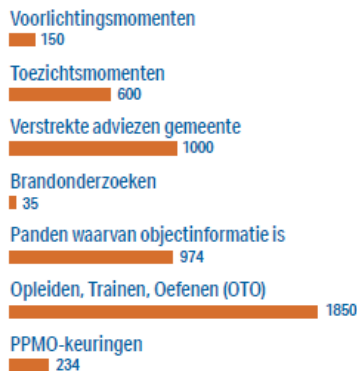 Voorlichtingsmomenten
150
Toezichtsmomenten
600
Verstrekte adviezen gemeente
1000
Brandonderzoeken
35
Panden waarvan objectinformatie is
974
Opleiden, Trainen, Oefenen (OTO)
1850
PPMO-keuringen
234